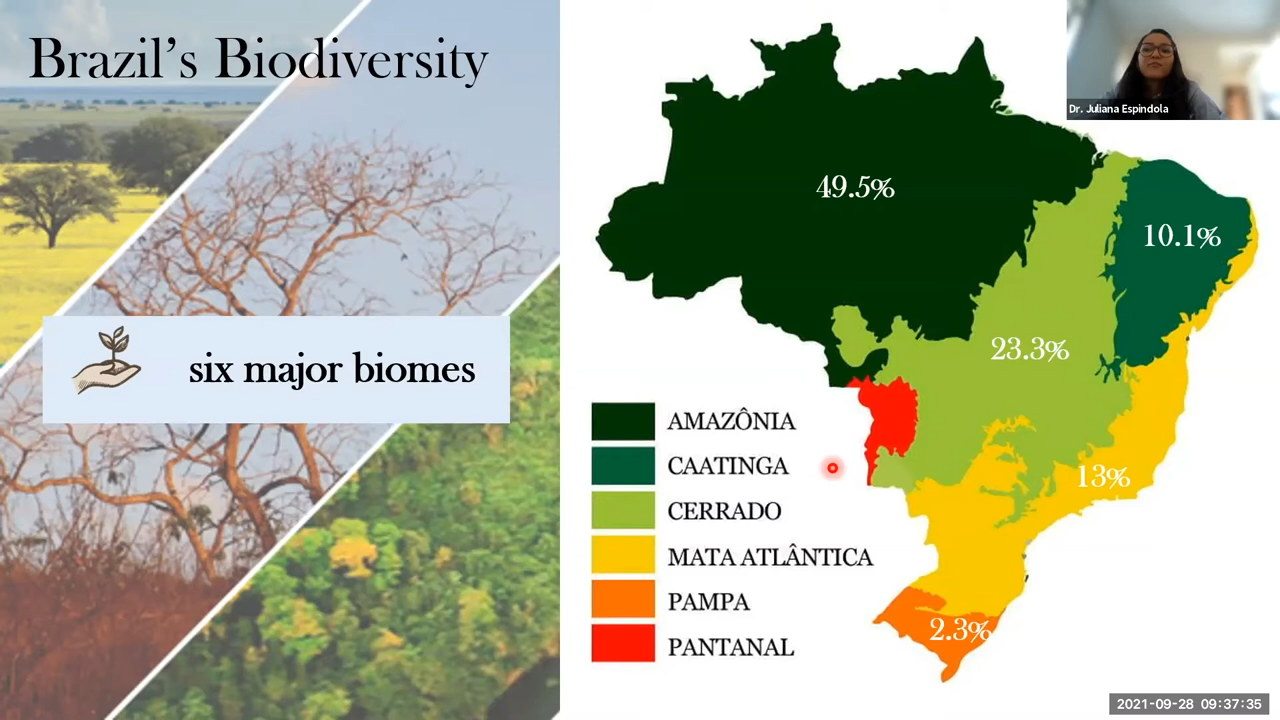 Brazil's Biodiversity
six major biomes
49.5%
10.1%
23.3%
13%
2.3%
AMAZÔNIA
CAATINGA
CERRADO
MATA ATLÂNTICA
PAMPA
PANTANAL
Dr. Juliana Espindola
2021-09-28 09:37:35